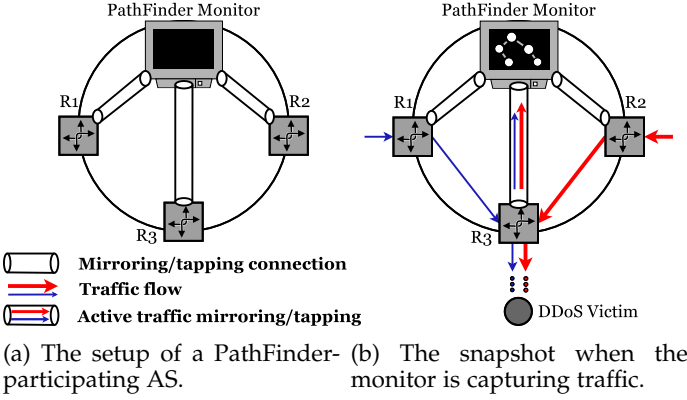 PathFinder Monitor
R1
R2
R3
PathFinder Monitor
R1
R2
R3
DDoS Victim
Mirroring/tapping connection
Traffic flow
Active traffic mirroring/tapping
(a) The setup of a PathFinder-
participating AS.
(b) The snapshot when the
monitor is capturing traffic.